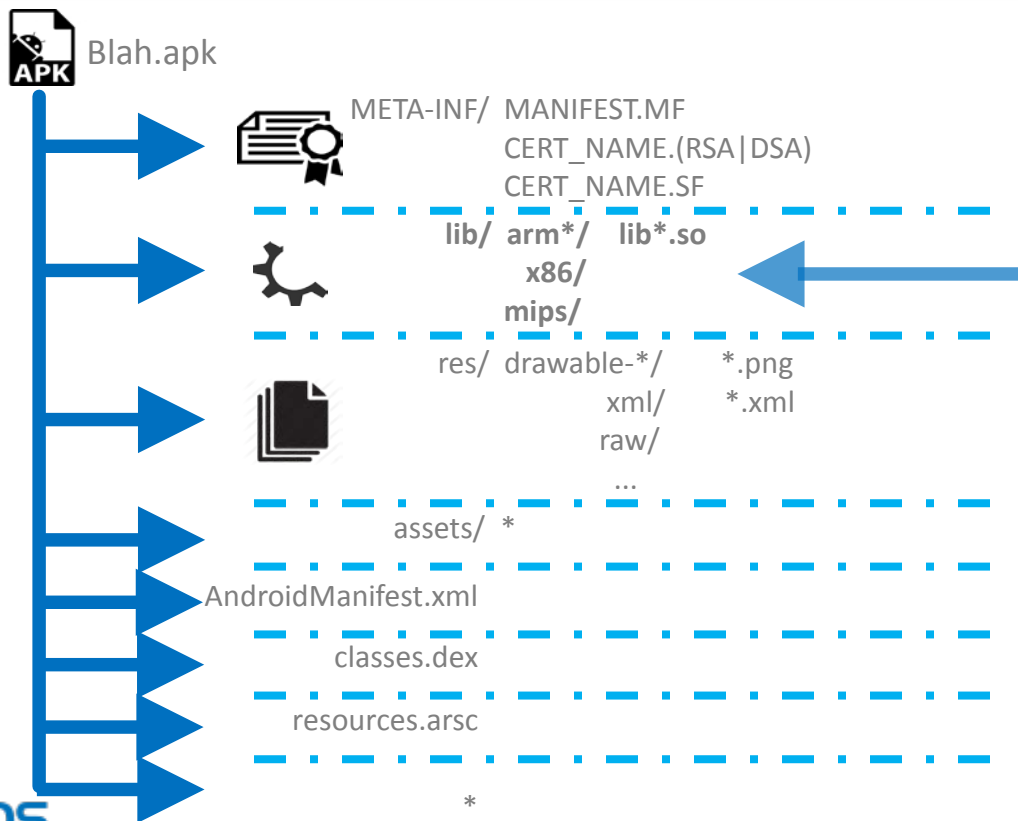 APK Blah.apk
META-INF/ MANIFEST.MF
CERT_NAME.(RSA|DSA)
CERT_NAME.SF
lib/ arm*/ lib*.so
x86/
mips/
res/ drawable-*/ *.png
xml/ *.xml
raw/
...
assets/ *
AndroidManifest.xml
classes.dex
resources.arsc
*